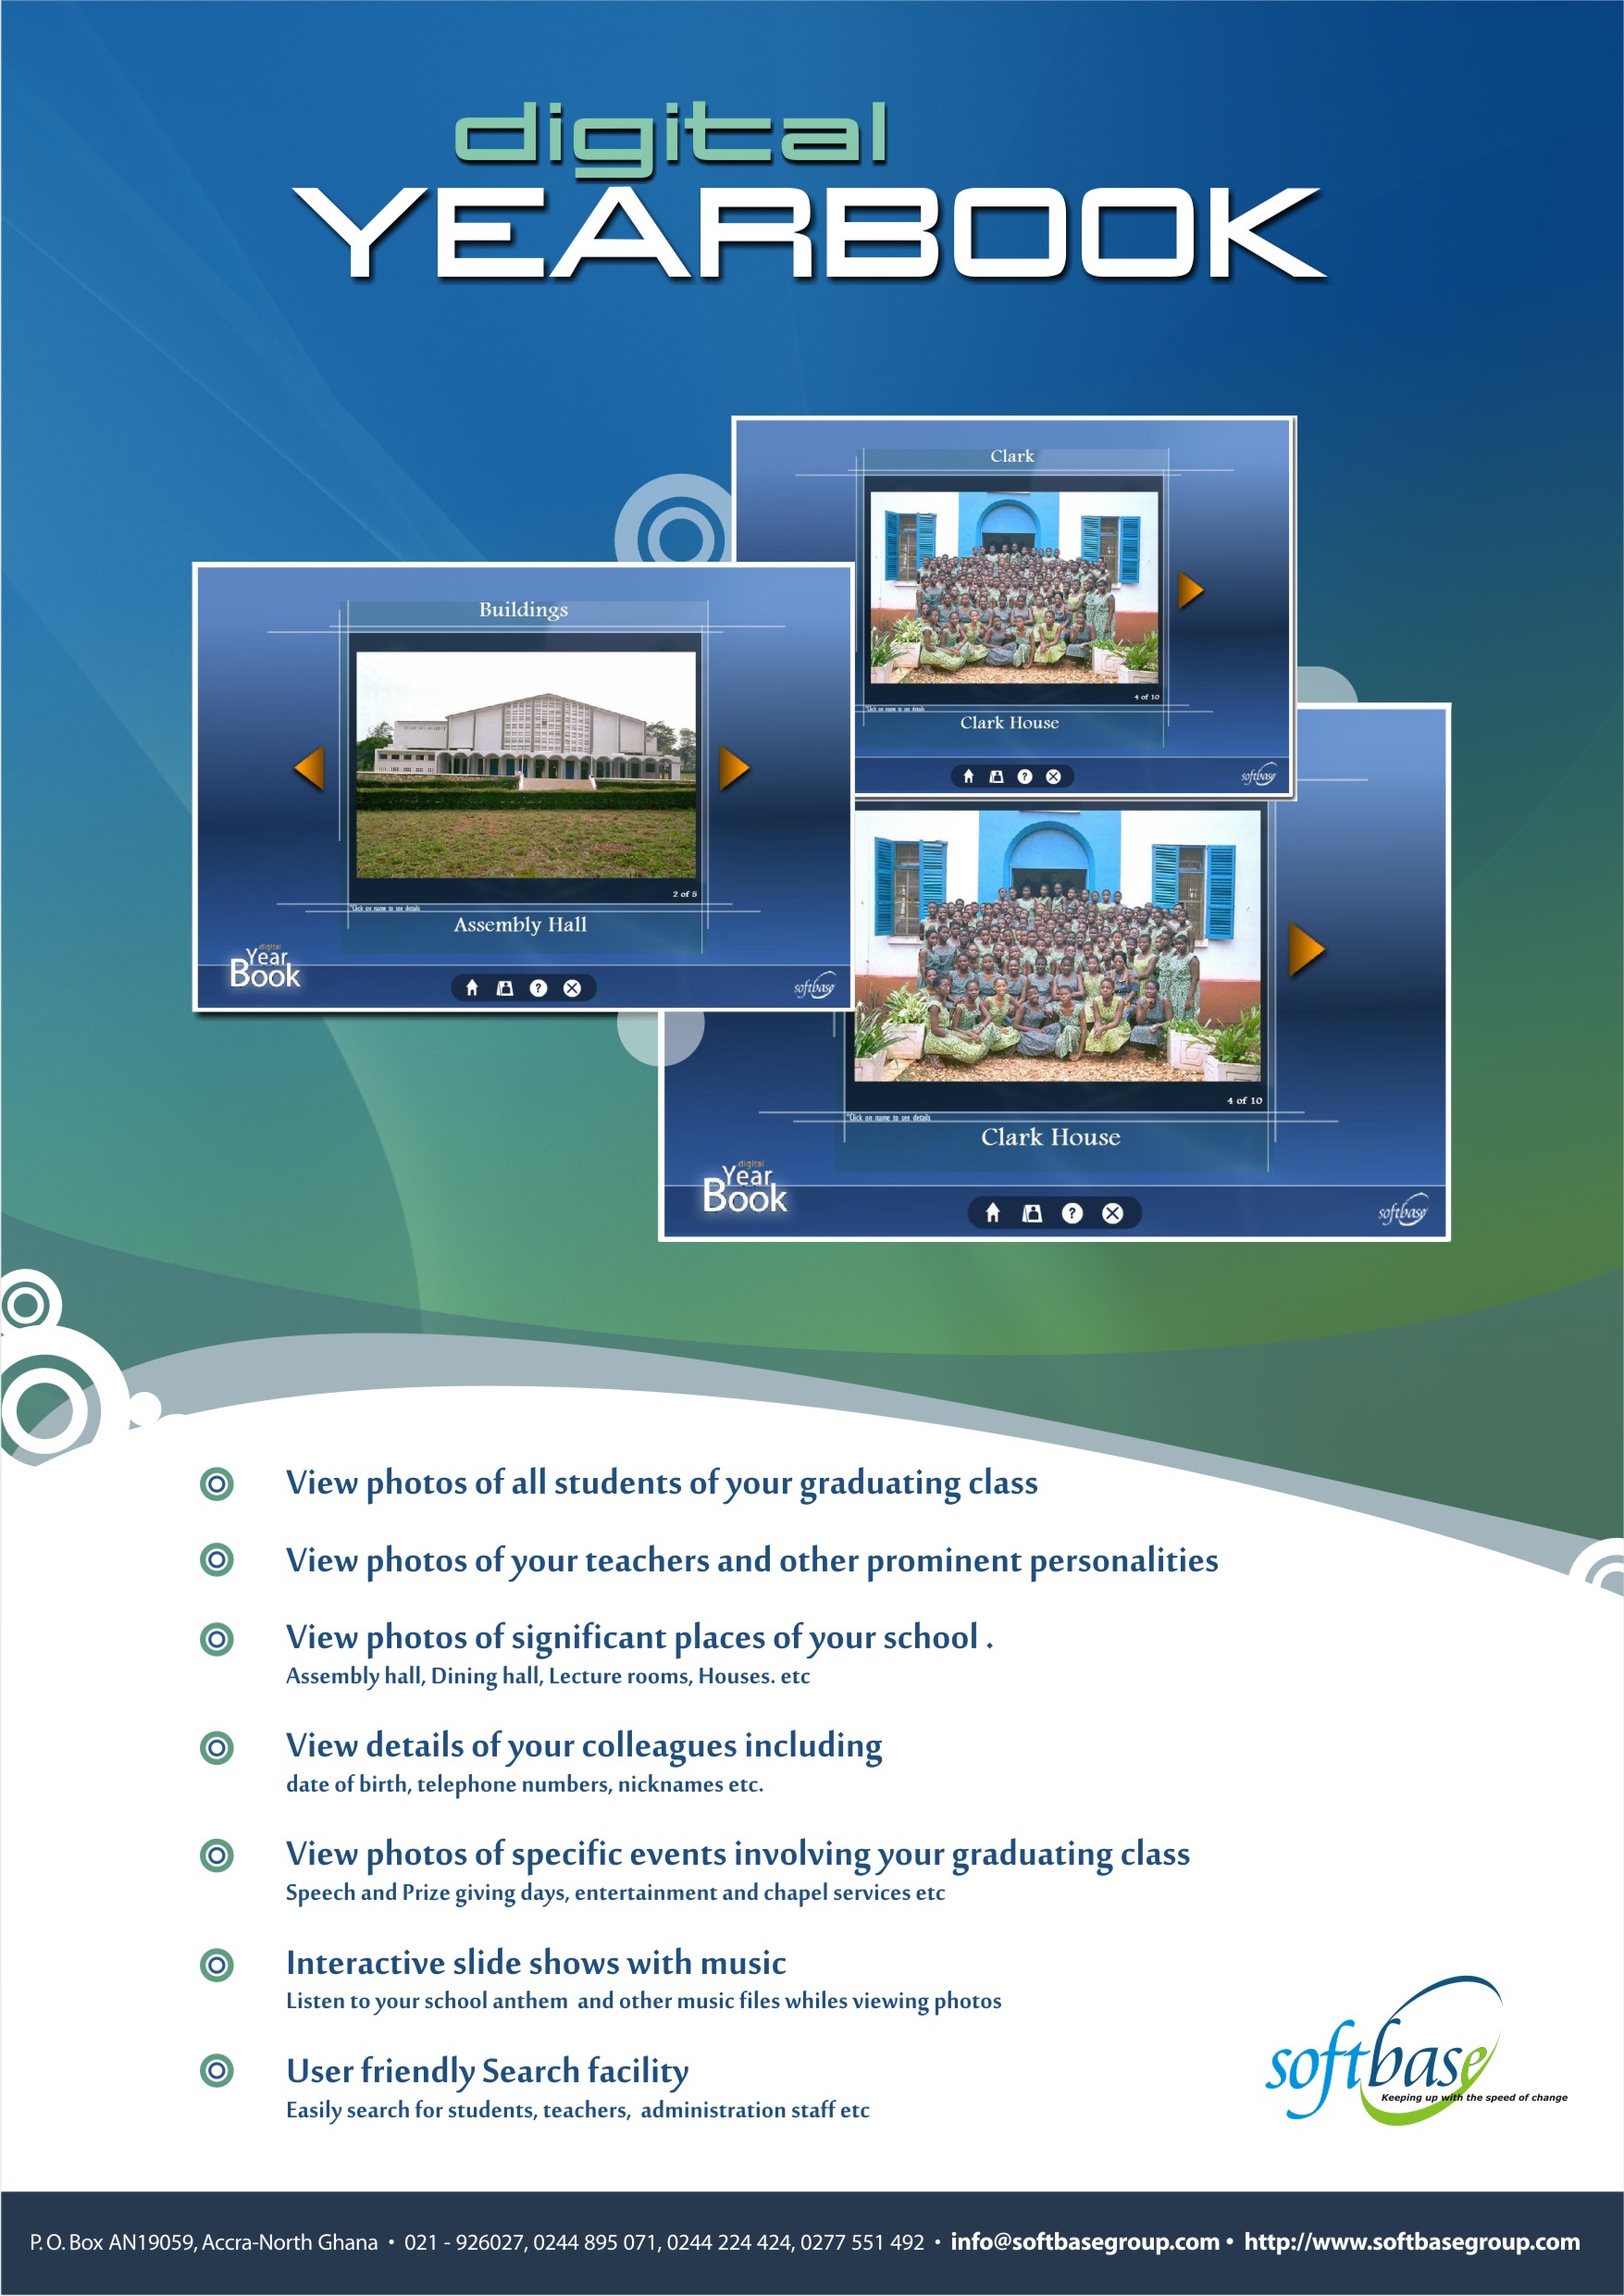 digital
YEARBOOK
Clark
4 of 10
*Click on name to see details
Clark House
softbase
Buildings
2 of 5
*Click on name to see details
Assembly Hall
digital
Year
Book
softbase
4 of 10
*Click on name to see details
Clark House
digital
Year
Book
softbase
View photos of all students of your graduating class
View photos of your teachers and other prominent personalities
View photos of significant places of your school .
Assembly hall, Dining hall, Lecture rooms, Houses. etc
View details of your colleagues including
date of birth, telephone numbers, nicknames etc.
View photos of specific events involving your graduating class
Speech and Prize giving days, entertainment and chapel services etc
Interactive slide shows with music
Listen to your school anthem and other music files whiles viewing photos
User friendly Search facility
Easily search for students, teachers, administration staff etc
softbase
Keeping up with the speed of change
P. O. Box AN19059, Accra-North Ghana • 021 - 926027, 0244 895 071, 0244 224 424, 0277 551 492 • info@softbasegroup.com • http://www.softbasegroup.com